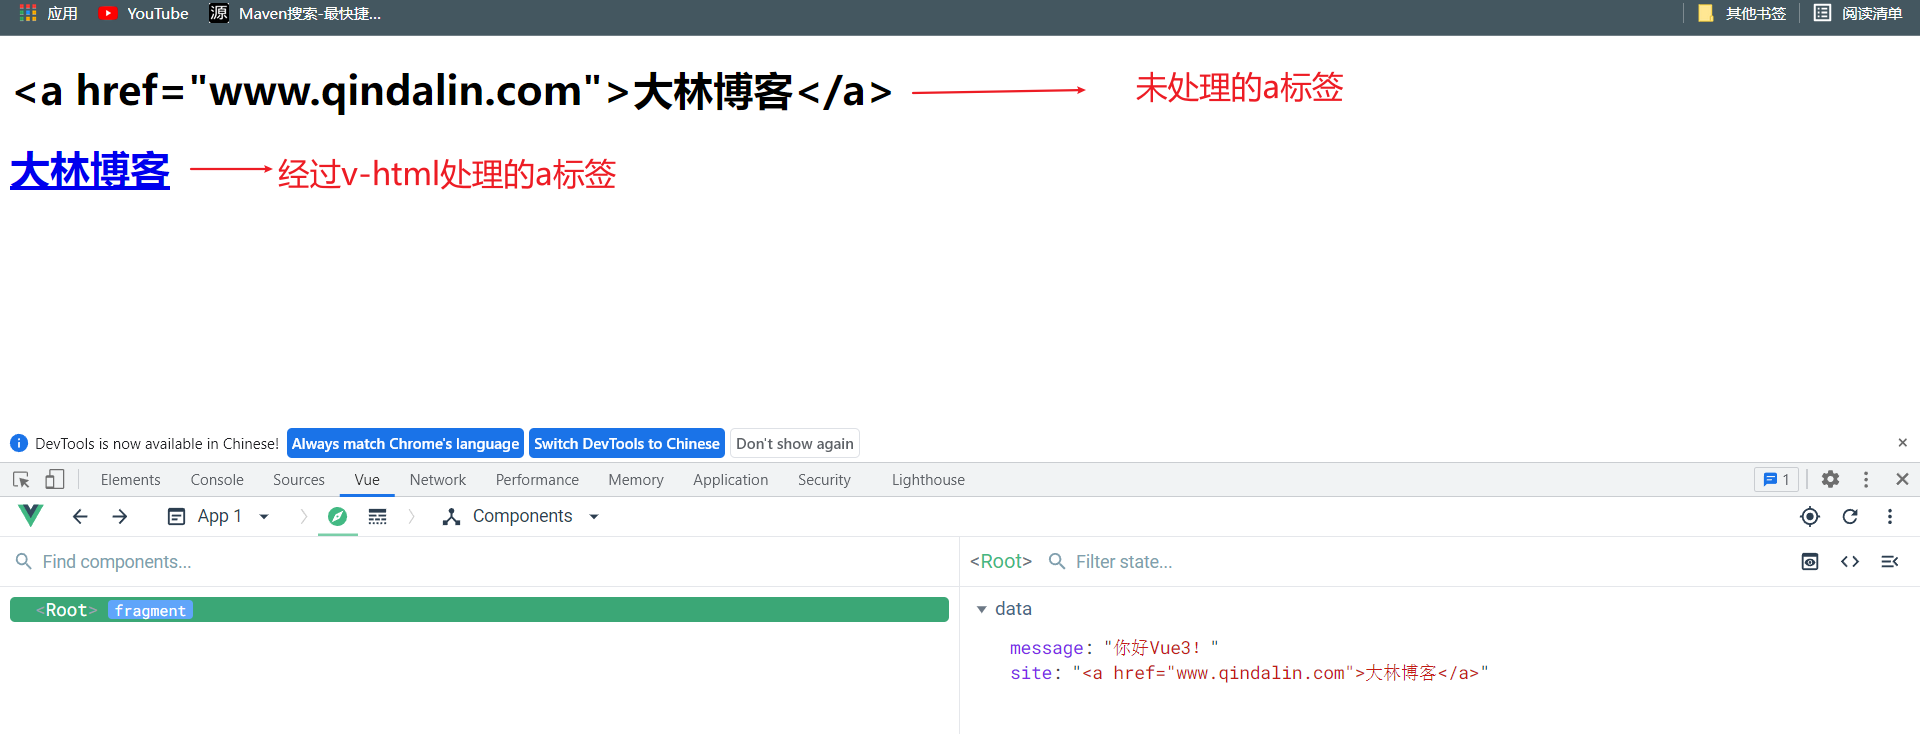 应用 YouTube 源 Maven搜索-最快捷... 其他书签 阅读清单
<a href="www.qindalin.com">大林博客</a> 未处理的a标签
大林博客 经过v-html处理的a标签
DevTools is now available in Chinese! Always match Chrome's language Switch DevTools to Chinese Don't show again
Elements Console Sources Vue Network Performance Memory Application Security Lighthouse 1
App 1 Components
Find components... <Root> Filter state...
<Root> fragment data
message: "你好Vue3！"
site: "<a href="www.qindalin.com">大林博客</a>"